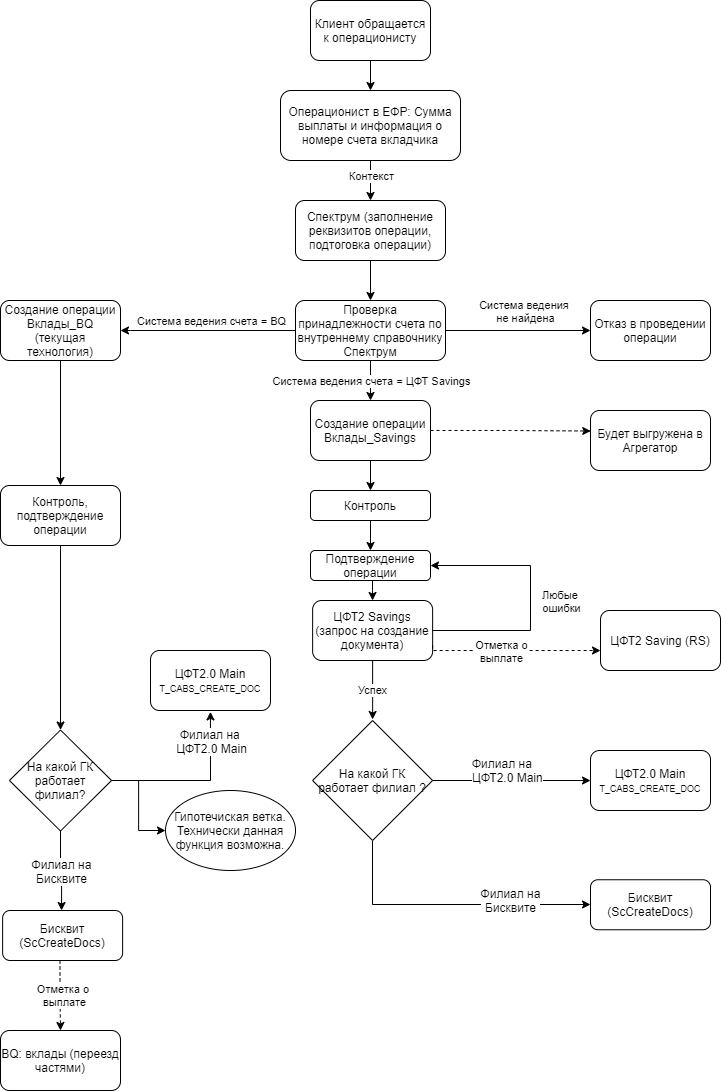 Клиент обращается
к операционисту
Операционист в ЕФР: Сумма
выплаты и информация о
номере счета вкладчика
Контекст
Спектрум (заполнение
реквизитов операции,
подтоговка операции)
Создание операции
Вклады_BQ
(текущая
технология)
Система ведения счета = BQ
Проверка
принадлежности счета по
внутреннему справочнику
Спектрум
Система ведения
не найдена
Отказ в проведении
операции
Система ведения счета = ЦФТ Savings
Создание операции
Вклады_Savings
Будет выгружена в
Агрегатор
Контроль,
подтверждение
операции
Контроль
Подтверждение
операции
Любые
ошибки
ЦФТ2 Savings
(запрос на создание
документа)
Отметка о
выплате
ЦФТ2 Saving (RS)
ЦФТ2.0 Main
T_CABS_CREATE_DOC
Успех
Филиал на
ЦФТ2.0 Main
На какой ГК
работает
филиал?
Гипотечиская ветка.
Технически данная
функция возможна.
На какой ГК
работает филиал ?
Филиал на
ЦФТ2.0 Main
ЦФТ2.0 Main
T_CABS_CREATE_DOC
Филиал на
Бисквите
Филиал на
Бисквите
Бисквит
(ScCreateDocs)
Бисквит
(ScCreateDocs)
Отметка о
выплате
BQ: вклады (переезд
частями)